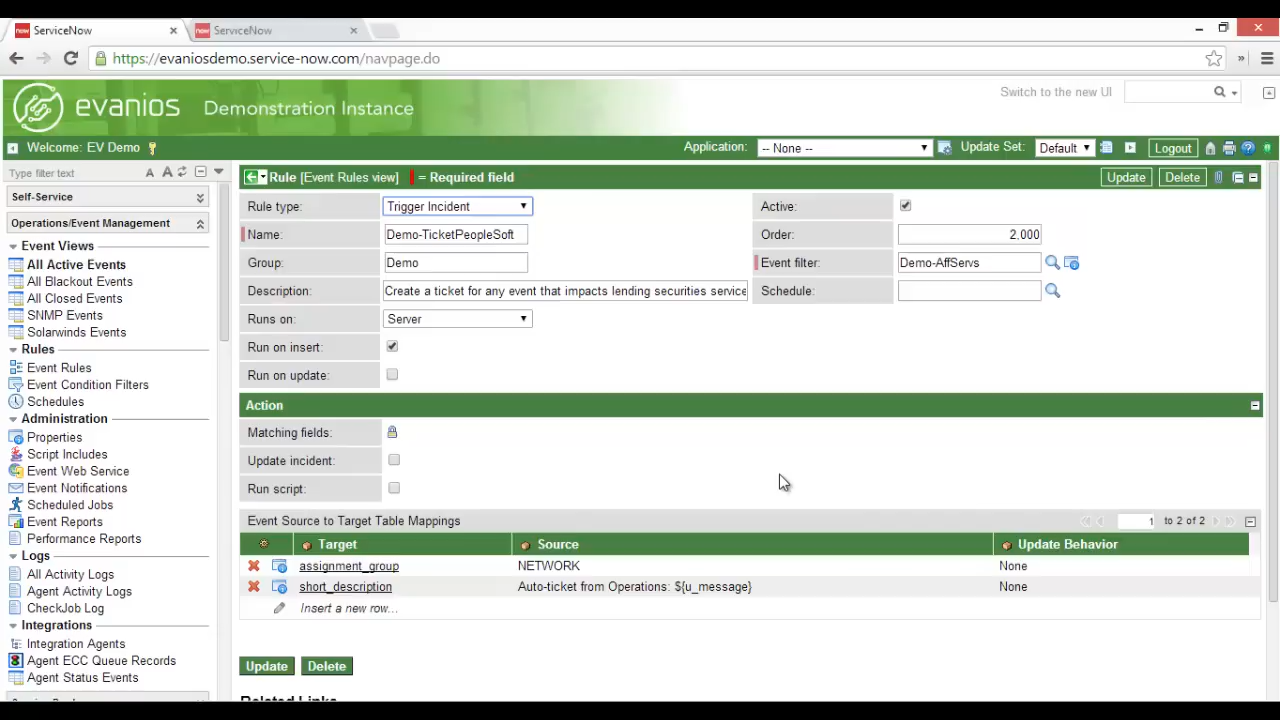 now ServiceNow
now ServiceNow
https://evaniosdemo.service-now.com/navpage.do
evanios Demonstration Instance
Switch to the new UI
Welcome: EV Demo
Application: -- None --
Update Set: Default
Logout
Type filter text
A A
Self-Service
Operations/Event Management
Event Views
All Active Events
All Blackout Events
All Closed Events
SNMP Events
Solarwinds Events
Rules
Event Rules
Event Condition Filters
Schedules
Administration
Properties
Script Includes
Event Web Service
Event Notifications
Scheduled Jobs
Event Reports
Performance Reports
Logs
All Activity Logs
Agent Activity Logs
CheckJob Log
Integrations
Integration Agents
Agent ECC Queue Records
Agent Status Events
Rule [Event Rules view] = Required field
Update Delete
Rule type: Trigger Incident
Active:
Name: Demo-TicketPeopleSoft
Order: 2.000
Group: Demo
Event filter: Demo-AffServs
Description: Create a ticket for any event that impacts lending securities service
Schedule:
Runs on: Server
Run on insert:
Run on update:
Action
Matching fields:
Update incident:
Run script:
Event Source to Target Table Mappings
1 to 2 of 2
Target Source Update Behavior
assignment_group NETWORK None
short_description Auto-ticket from Operations: ${u_message} None
Insert a new row...
Update Delete
Related Links